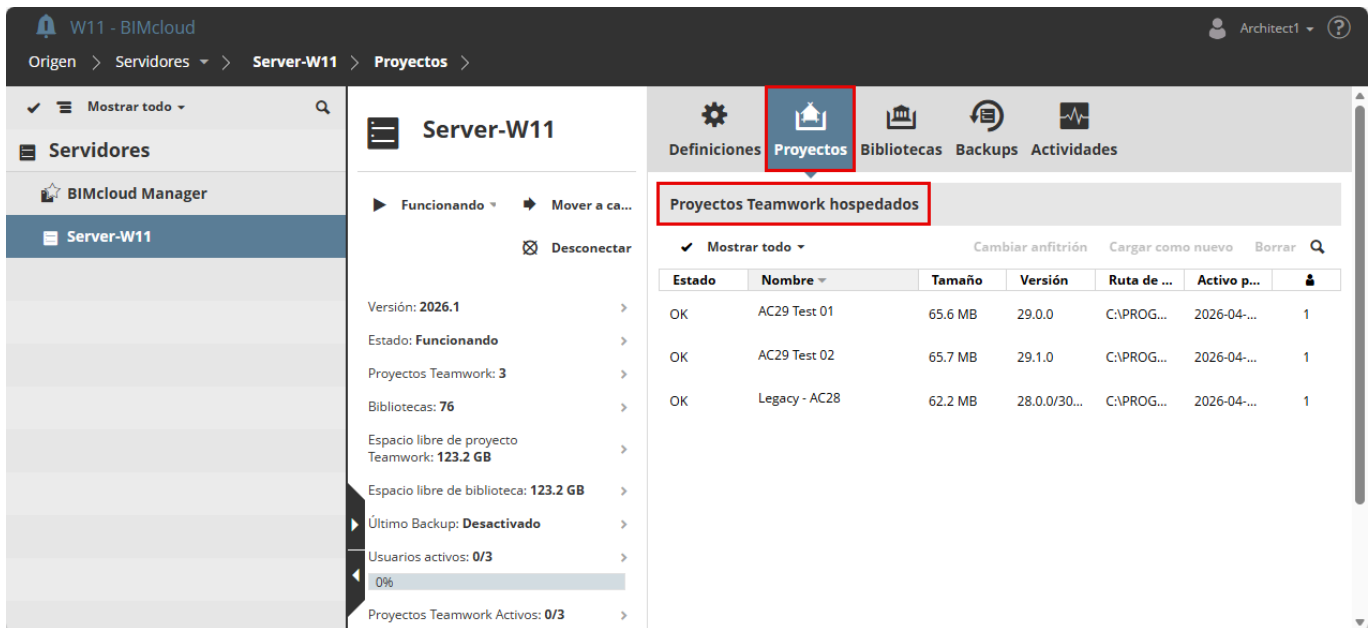 W11 - BIMcloud
Architect1
Origen > Servidores > Server-W11 > Proyectos >
Mostrar todo
Servidores
BIMcloud Manager
Server-W11
Server-W11
Funcionando
Mover a ca...
Desconectar
Versión: 2026.1
Estado: Funcionando
Proyectos Teamwork: 3
Bibliotecas: 76
Espacio libre de proyecto
Teamwork: 123.2 GB
Espacio libre de biblioteca: 123.2 GB
Último Backup: Desactivado
Usuarios activos: 0/3
0%
Proyectos Teamwork Activos: 0/3
Definiciones Proyectos Bibliotecas Backups Actividades
Proyectos Teamwork hospedados
Mostrar todo Cambiar anfitrión Cargar como nuevo Borrar
Estado Nombre Tamaño Versión Ruta de ... Activo p...
OK AC29 Test 01 65.6 MB 29.0.0 C:\PROG... 2026-04-... 1
OK AC29 Test 02 65.7 MB 29.1.0 C:\PROG... 2026-04-... 1
OK Legacy - AC28 62.2 MB 28.0.0/30... C:\PROG... 2026-04-... 1